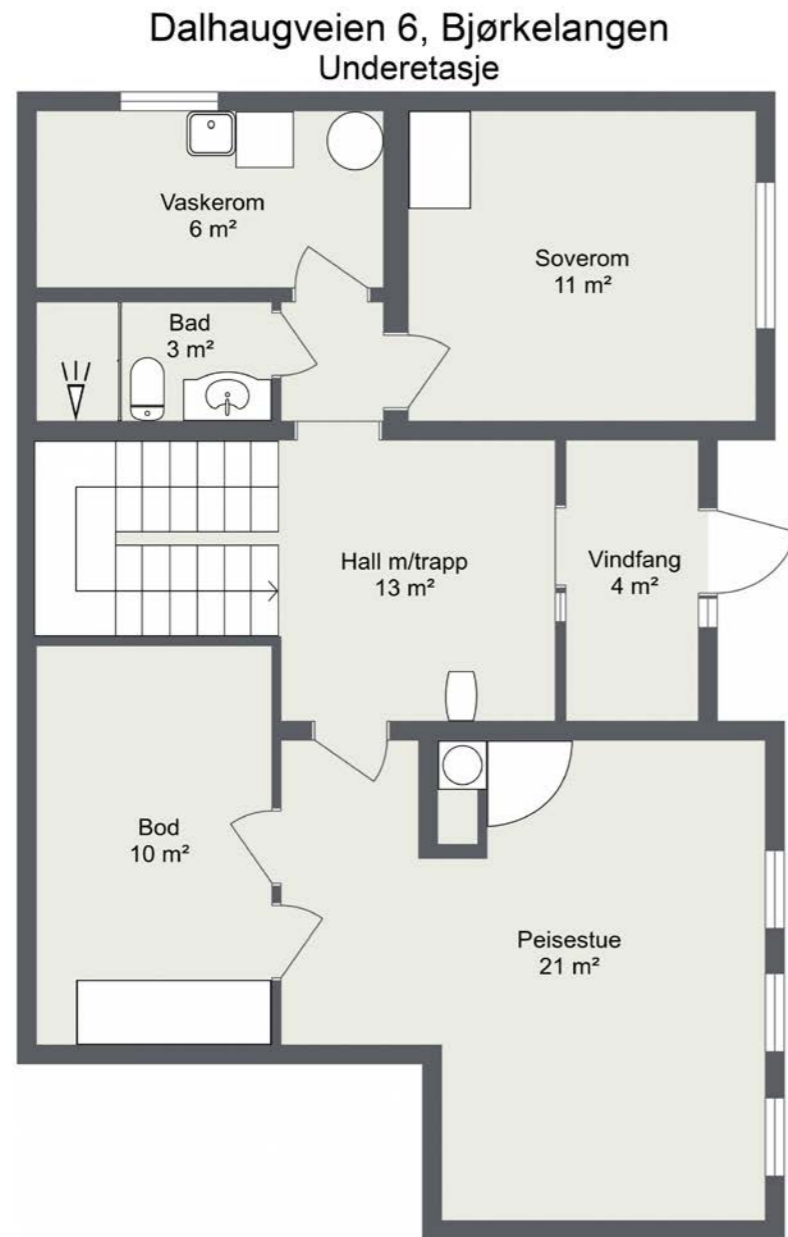 Dalhaugveien 6, Bjørkelangen
Underetasje
Vaskerom
6 m²
Soverom
11 m²
Bad
3 m²
Hall m/trapp
13 m²
Vindfang
4 m²
Bod
10 m²
Peisestue
21 m²